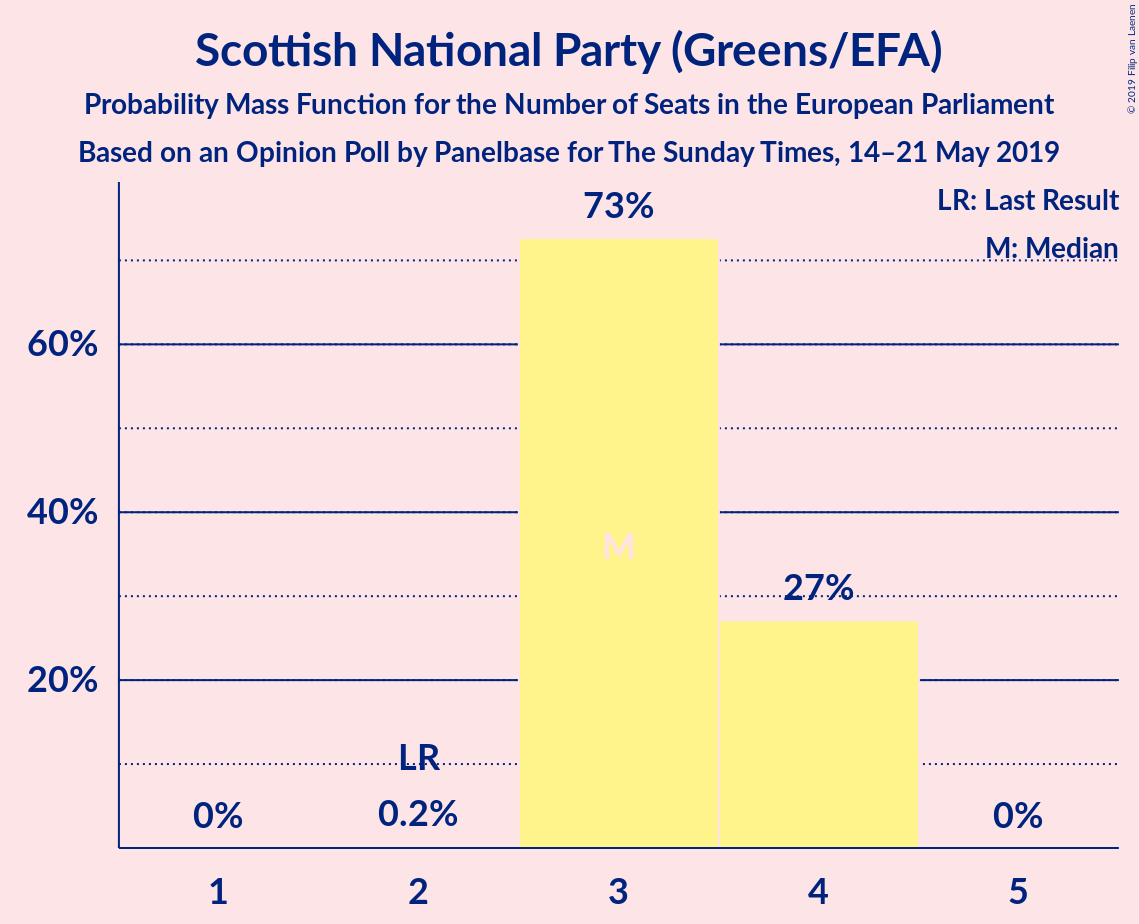 Scottish National Party (Greens/EFA)
Probability Mass Function for the Number of Seats in the European Parliament
Based on an Opinion Poll by Panelbase for The Sunday Times, 14–21 May 2019
© 2019 Filip van Laenen
LR: Last Result
M: Median
73%
60%
40%
M
27%
20%
LR
0%
0.2%
0%
1 2 3 4 5